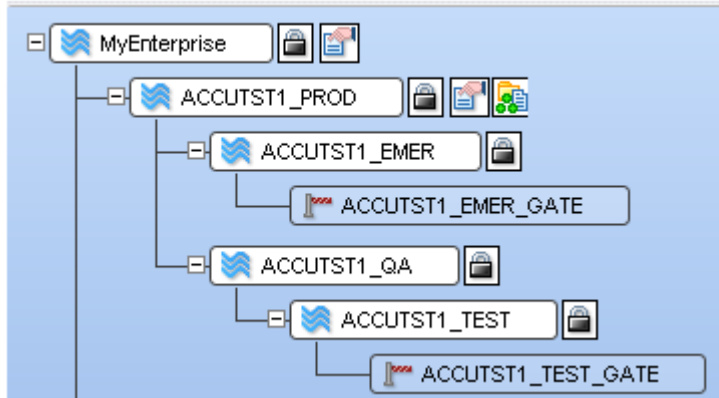 MyEnterprise
ACCUTST1_PROD
ACCUTST1_EMER
ACCUTST1_EMER_GATE
ACCUTST1_QA
ACCUTST1_TEST
ACCUTST1_TEST_GATE